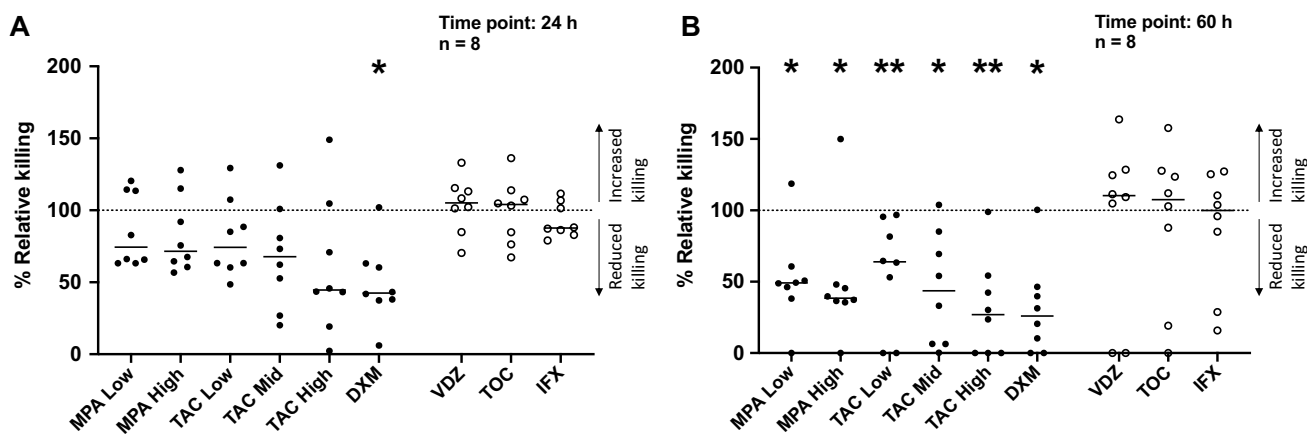 A
Time point: 24 h
n = 8
% Relative killing
200
150
100
50
0
*
Increased
killing
Reduced
killing
MPA Low
MPA High
TAC Low
TAC Mid
TAC High
DXM
VDZ
TOC
IFX
B
Time point: 60 h
n = 8
% Relative killing
200
150
100
50
0
* * ** * ** *
Increased
killing
Reduced
killing
MPA Low
MPA High
TAC Low
TAC Mid
TAC High
DXM
VDZ
TOC
IFX